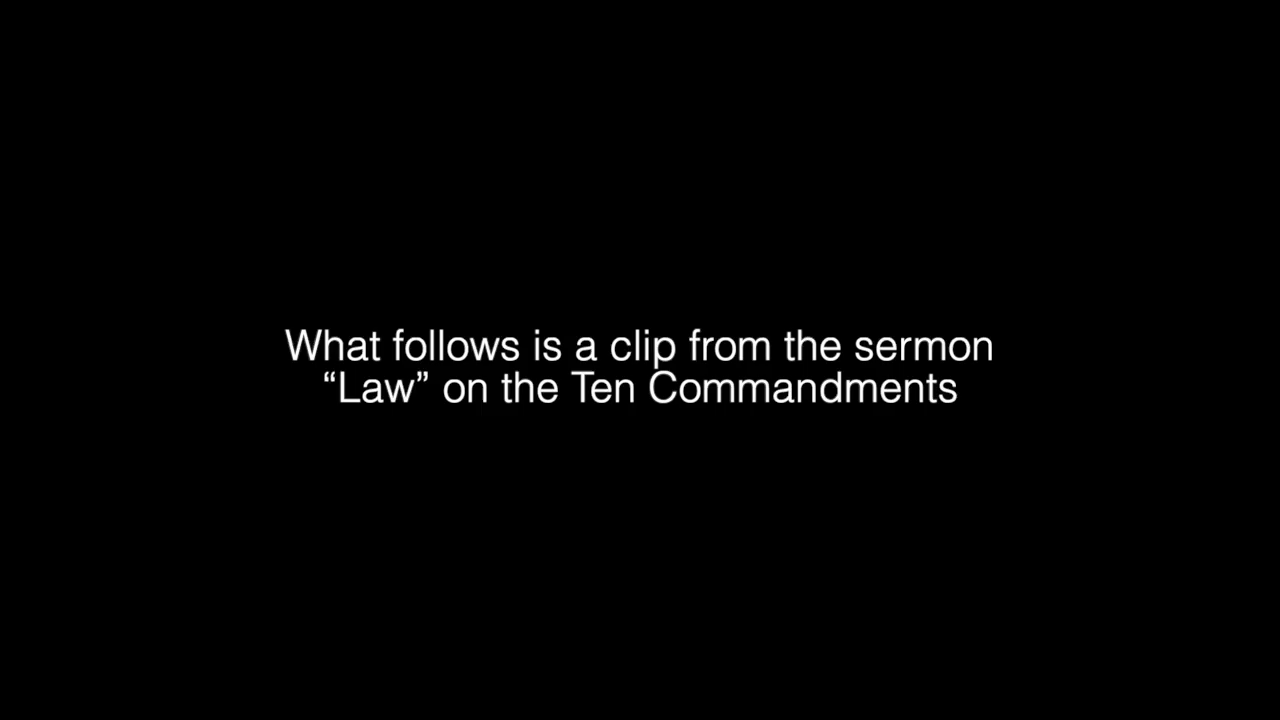 What follows is a clip from the sermon
“Law” on the Ten Commandments